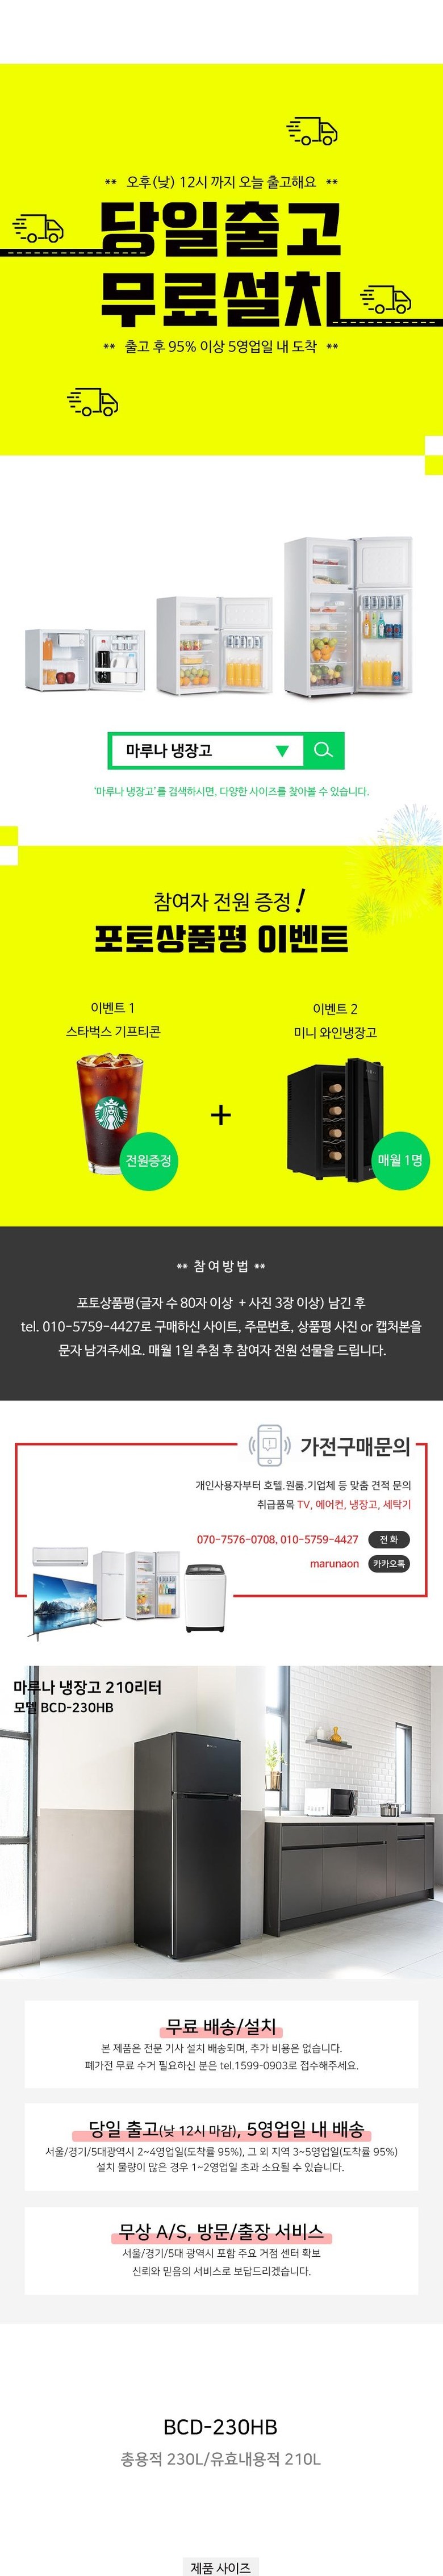 ** 오후(낮) 12시 까지 오늘 출고해요 **
당일출고
무료설치
** 출고 후 95% 이상 5영업일 내 도착 **
마루나 냉장고
'마루나 냉장고'를 검색하시면, 다양한 사이즈를 찾아볼 수 있습니다.
참여자 전원 증정!
포토상품평 이벤트
이벤트 1
스타벅스 기프티콘
전원증정
+
이벤트 2
미니 와인냉장고
매월 1명
** 참여방법 **
포토상품평(글자 수 80자 이상 + 사진 3장 이상) 남긴 후
tel. 010-5759-4427로 구매하신 사이트, 주문번호, 상품평 사진 or 캡처본을
문자 남겨주세요. 매월 1일 추첨 후 참여자 전원 선물을 드립니다.
가전구매문의
개인사용자부터 호텔.원룸.기업체 등 맞춤 견적 문의
취급품목 TV, 에어컨, 냉장고, 세탁기
070-7576-0708, 010-5759-4427 전 화
marunaon 카카오톡
마루나 냉장고 210리터
모델 BCD-230HB
무료 배송/설치
본 제품은 전문 기사 설치 배송되며, 추가 비용은 없습니다.
폐가전 무료 수거 필요하신 분은 tel.1599-0903로 접수해주세요.
당일 출고(낮 12시 마감), 5영업일 내 배송
서울/경기/5대광역시 2~4영업일(도착률 95%), 그 외 지역 3~5영업일(도착률 95%)
설치 물량이 많은 경우 1~2영업일 초과 소요될 수 있습니다.
무상 A/S, 방문/출장 서비스
서울/경기/5대 광역시 포함 주요 거점 센터 확보
신뢰와 믿음의 서비스로 보답드리겠습니다.
BCD-230HB
총용적 230L/유효내용적 210L
제품 사이즈